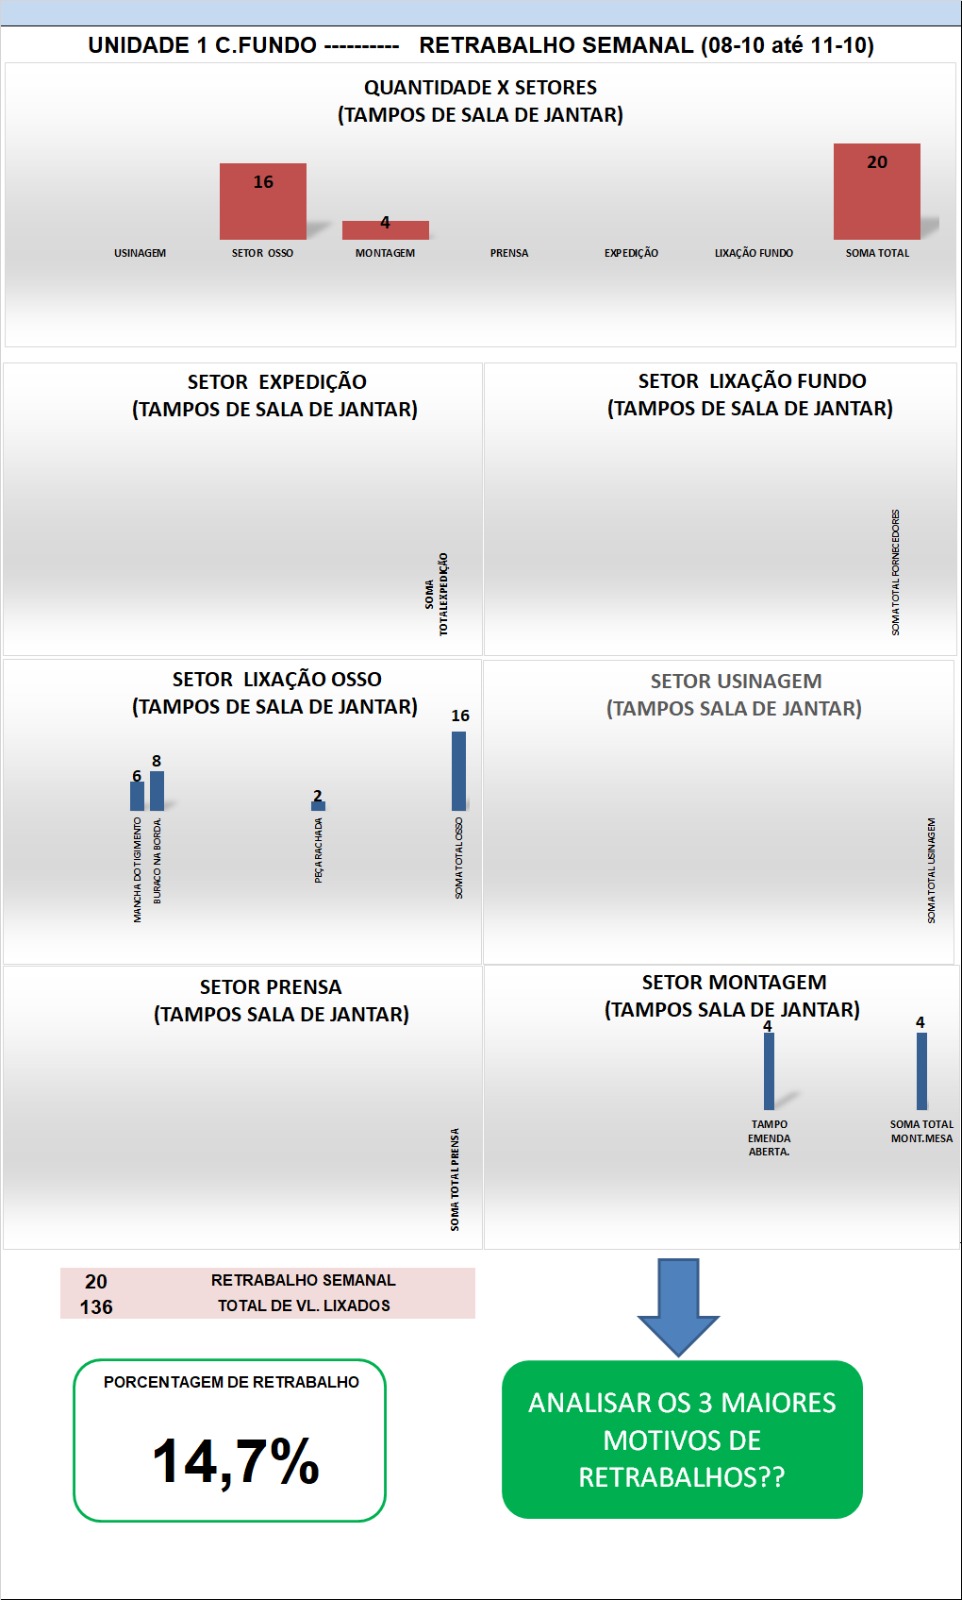 UNIDADE 1 C.FUNDO ---------- RETRABALHO SEMANAL (08-10 até 11-10)
QUANTIDADE X SETORES
(TAMPOS DE SALA DE JANTAR)
16
4
20
USINAGEM
SETOR OSSO
MONTAGEM
PRENSA
EXPEDIÇÃO
LIXAÇÃO FUNDO
SOMA TOTAL
SETOR EXPEDIÇÃO
(TAMPOS DE SALA DE JANTAR)
SOMA
TOTALEXPEDIÇÃO
SETOR LIXAÇÃO FUNDO
(TAMPOS DE SALA DE JANTAR)
SOMA TOTAL FORNECEDORES
SETOR LIXAÇÃO OSSO
(TAMPOS DE SALA DE JANTAR)
6
8
2
16
MANCHA DO TIGIMENTO
BURACO NA BORDA.
PEÇA RACHADA
SOMA TOTAL OSSO
SETOR USINAGEM
(TAMPOS SALA DE JANTAR)
SOMA TOTAL USINAGEM
SETOR PRENSA
(TAMPOS SALA DE JANTAR)
SOMA TOTAL PRENSA
SETOR MONTAGEM
(TAMPOS SALA DE JANTAR)
4
4
TAMPO
EMENDA
ABERTA.
SOMA TOTAL
MONT.MESA
20 RETRABALHO SEMANAL
136 TOTAL DE VL. LIXADOS
PORCENTAGEM DE RETRABALHO
14,7%
ANALISAR OS 3 MAIORES
MOTIVOS DE
RETRABALHOS??